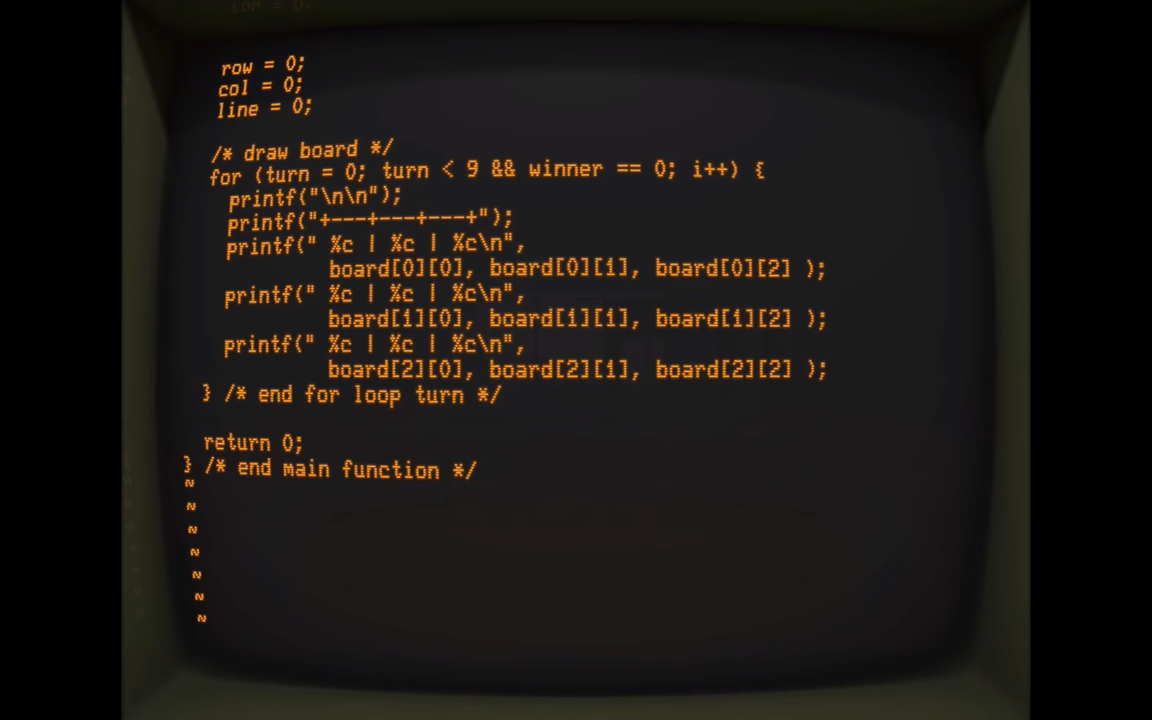 row = 0;
col = 0;
line = 0;
/* draw board */
for (turn = 0; turn < 9 && winner == 0; i++) {
printf("\n\n");
printf("+---+---+---+");
printf(" %c | %c | %c\n",
board[0][0], board[0][1], board[0][2] );
printf(" %c | %c | %c\n",
board[1][0], board[1][1], board[1][2] );
printf(" %c | %c | %c\n",
board[2][0], board[2][1], board[2][2] );
} /* end for loop turn */
return 0;
} /* end main function */
~
~
~
~
~
~
~